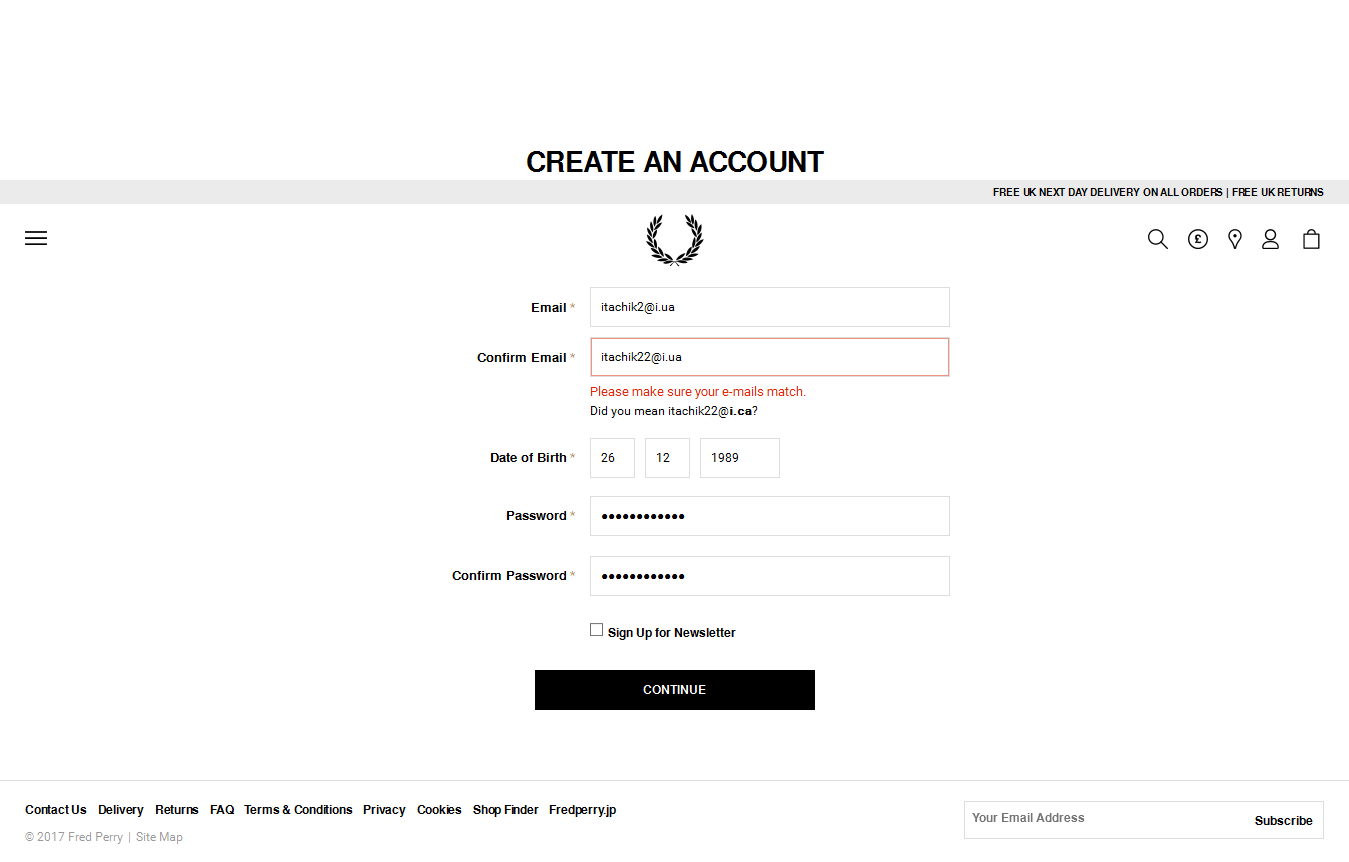 CREATE AN ACCOUNT
FREE UK NEXT DAY DELIVERY ON ALL ORDERS | FREE UK RETURNS
£
Email *
itachik2@i.ua
Confirm Email *
itachik22@i.ua
Please make sure your e-mails match.
Did you mean itachik22@i.ca?
Date of Birth * 26 12 1989
Password * ••••••••••••
Confirm Password * ••••••••••••
Sign Up for Newsletter
CONTINUE
Contact Us Delivery Returns FAQ Terms & Conditions Privacy Cookies Shop Finder Fredperry.jp
Your Email Address Subscribe
© 2017 Fred Perry | Site Map